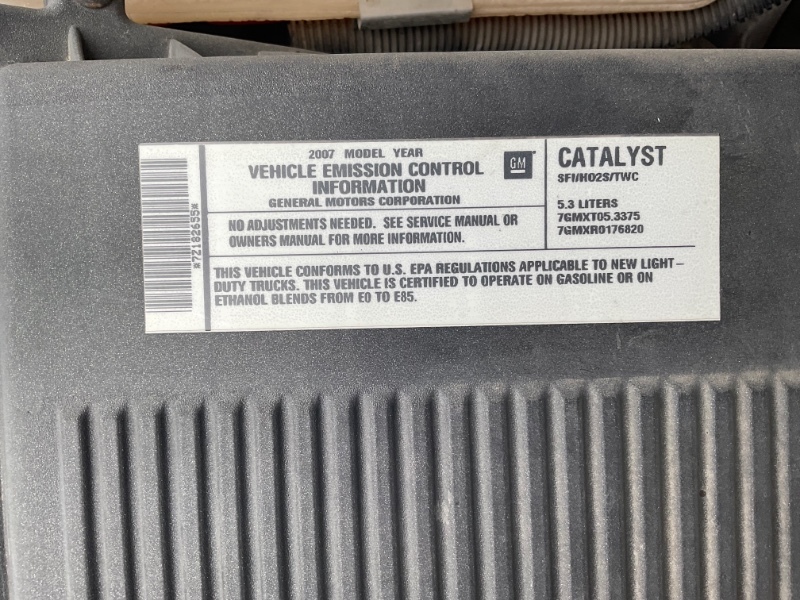 *72182655*
2007 MODEL YEAR
VEHICLE EMISSION CONTROL
INFORMATION
GENERAL MOTORS CORPORATION
GM
CATALYST
SFI/HO2S/TWC
5.3 LITERS
7GMXT05.3375
7GMXR0176820
NO ADJUSTMENTS NEEDED. SEE SERVICE MANUAL OR
OWNERS MANUAL FOR MORE INFORMATION.
THIS VEHICLE CONFORMS TO U.S. EPA REGULATIONS APPLICABLE TO NEW LIGHT-
DUTY TRUCKS. THIS VEHICLE IS CERTIFIED TO OPERATE ON GASOLINE OR ON
ETHANOL BLENDS FROM E0 TO E85.